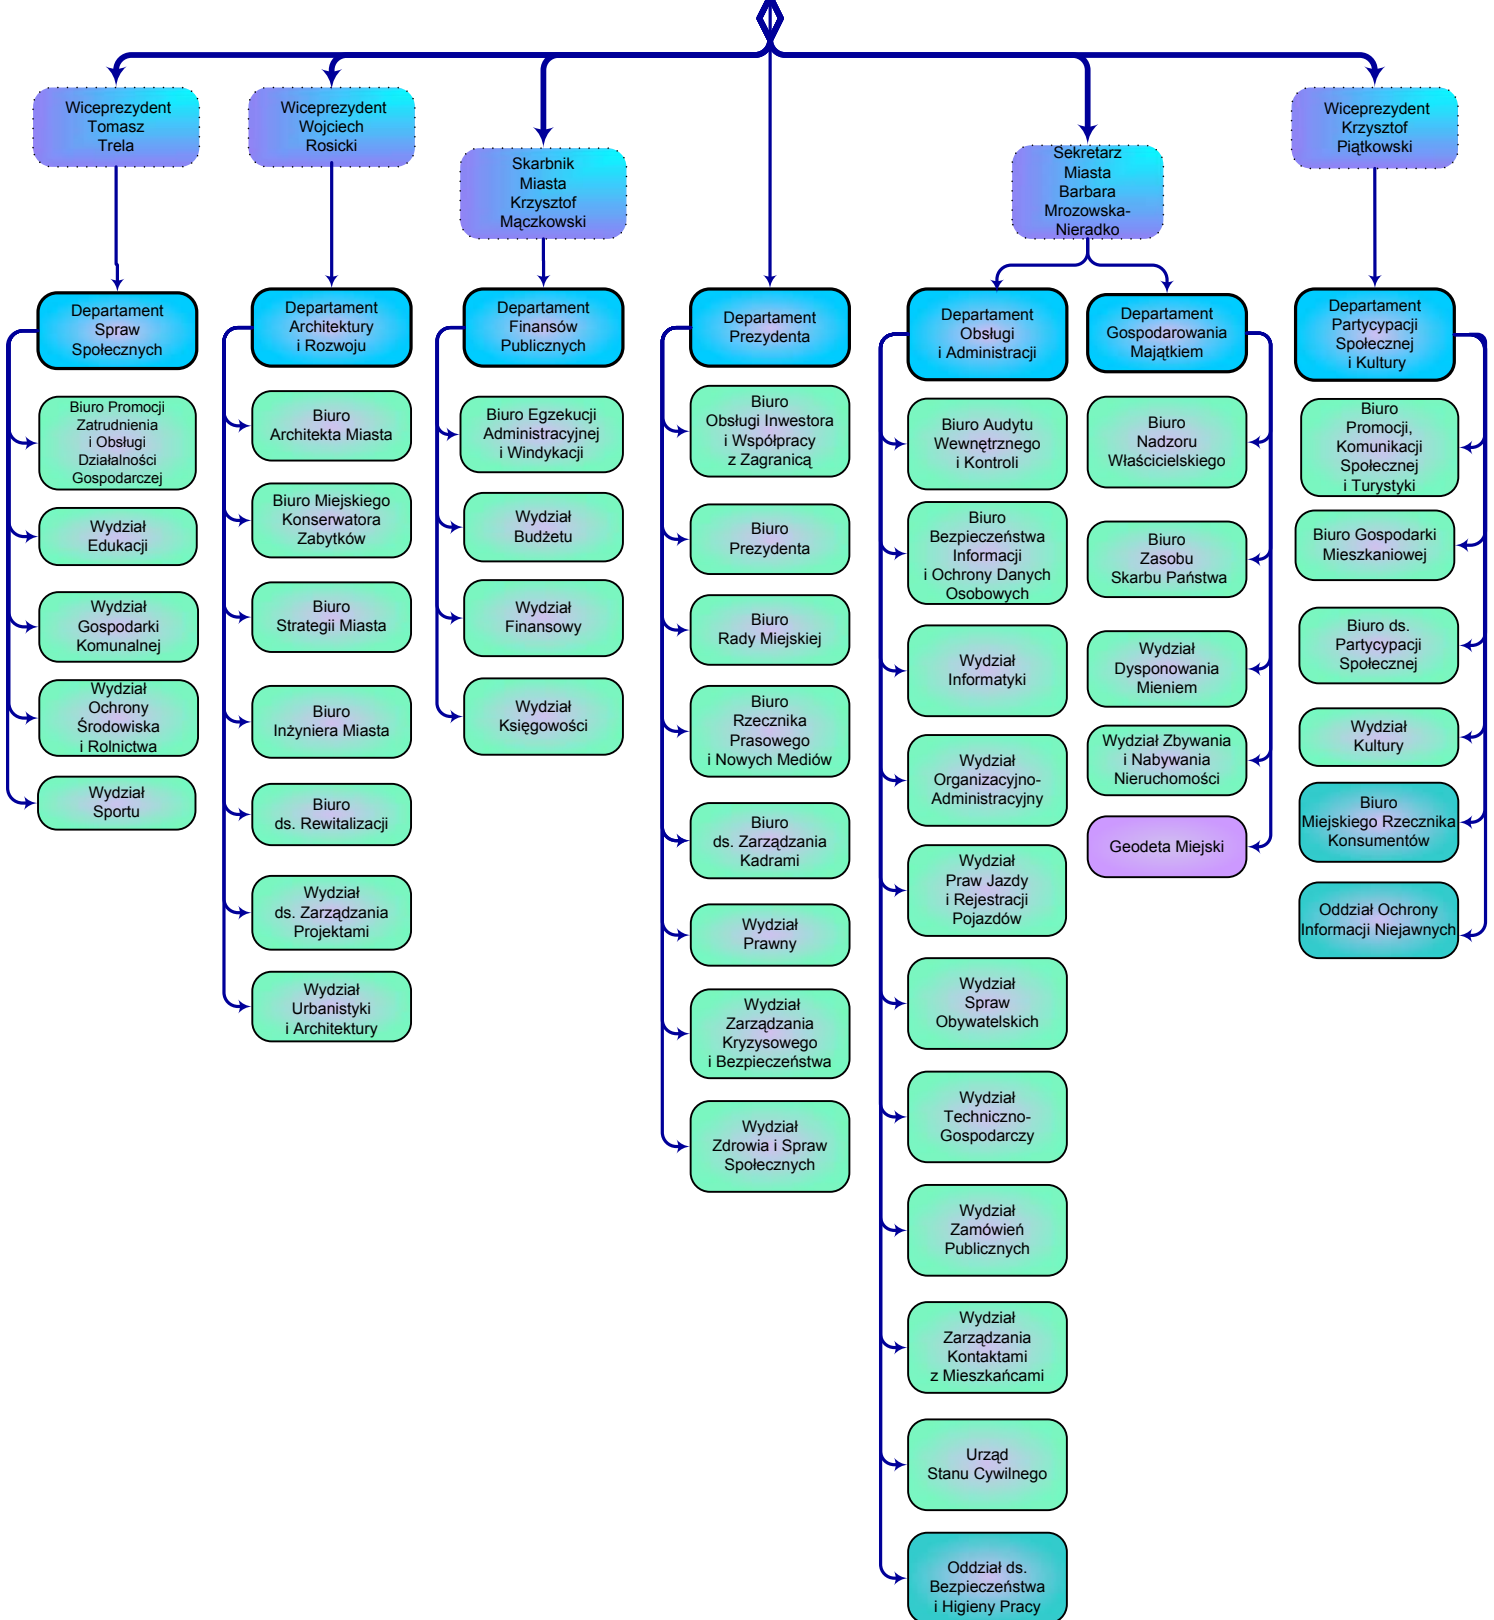 Wiceprezydent
Tomasz
Trela
Wiceprezydent
Wojciech
Rosicki
Skarbnik
Miasta
Krzysztof
Mączkowski
Sekretarz
Miasta
Barbara
Mrozowska-
Nieradko
Wiceprezydent
Krzysztof
Piątkowski
Departament
Spraw
Społecznych
Biuro Promocji
Zatrudnienia
i Obsługi
Działalności
Gospodarczej
Wydział
Edukacji
Wydział
Gospodarki
Komunalnej
Wydział
Ochrony
Środowiska
i Rolnictwa
Wydział
Sportu
Departament
Architektury
i Rozwoju
Biuro
Architekta Miasta
Biuro Miejskiego
Konserwatora
Zabytków
Biuro
Strategii Miasta
Biuro
Inżyniera Miasta
Biuro
ds. Rewitalizacji
Wydział
ds. Zarządzania
Projektami
Wydział
Urbanistyki
i Architektury
Departament
Finansów
Publicznych
Biuro Egzekucji
Administracyjnej
i Windykacji
Wydział
Budżetu
Wydział
Finansowy
Wydział
Księgowości
Departament
Prezydenta
Biuro
Obsługi Inwestora
i Współpracy
z Zagranicą
Biuro
Prezydenta
Biuro
Rady Miejskiej
Biuro
Rzecznika
Prasowego
i Nowych Mediów
Biuro
ds. Zarządzania
Kadrami
Wydział
Prawny
Wydział
Zarządzania
Kryzysowego
i Bezpieczeństwa
Wydział
Zdrowia i Spraw
Społecznych
Departament
Obsługi
i Administracji
Biuro Audytu
Wewnętrznego
i Kontroli
Biuro
Bezpieczeństwa
Informacji
i Ochrony Danych
Osobowych
Wydział
Informatyki
Wydział
Organizacyjno-
Administracyjny
Wydział
Praw Jazdy
i Rejestracji
Pojazdów
Wydział
Spraw
Obywatelskich
Wydział
Techniczno-
Gospodarczy
Wydział
Zamówień
Publicznych
Wydział
Zarządzania
Kontaktami
z Mieszkańcami
Urząd
Stanu Cywilnego
Oddział ds.
Bezpieczeństwa
i Higieny Pracy
Departament
Gospodarowania
Majątkiem
Biuro
Nadzoru
Właścicielskiego
Biuro
Zasobu
Skarbu Państwa
Wydział
Dysponowania
Mieniem
Wydział Zbywania
i Nabywania
Nieruchomości
Geodeta Miejski
Departament
Partycypacji
Społecznej
i Kultury
Biuro
Promocji,
Komunikacji
Społecznej
i Turystyki
Biuro Gospodarki
Mieszkaniowej
Biuro ds.
Partycypacji
Społecznej
Wydział
Kultury
Biuro
Miejskiego Rzecznika
Konsumentów
Oddział Ochrony
Informacji Niejawnych